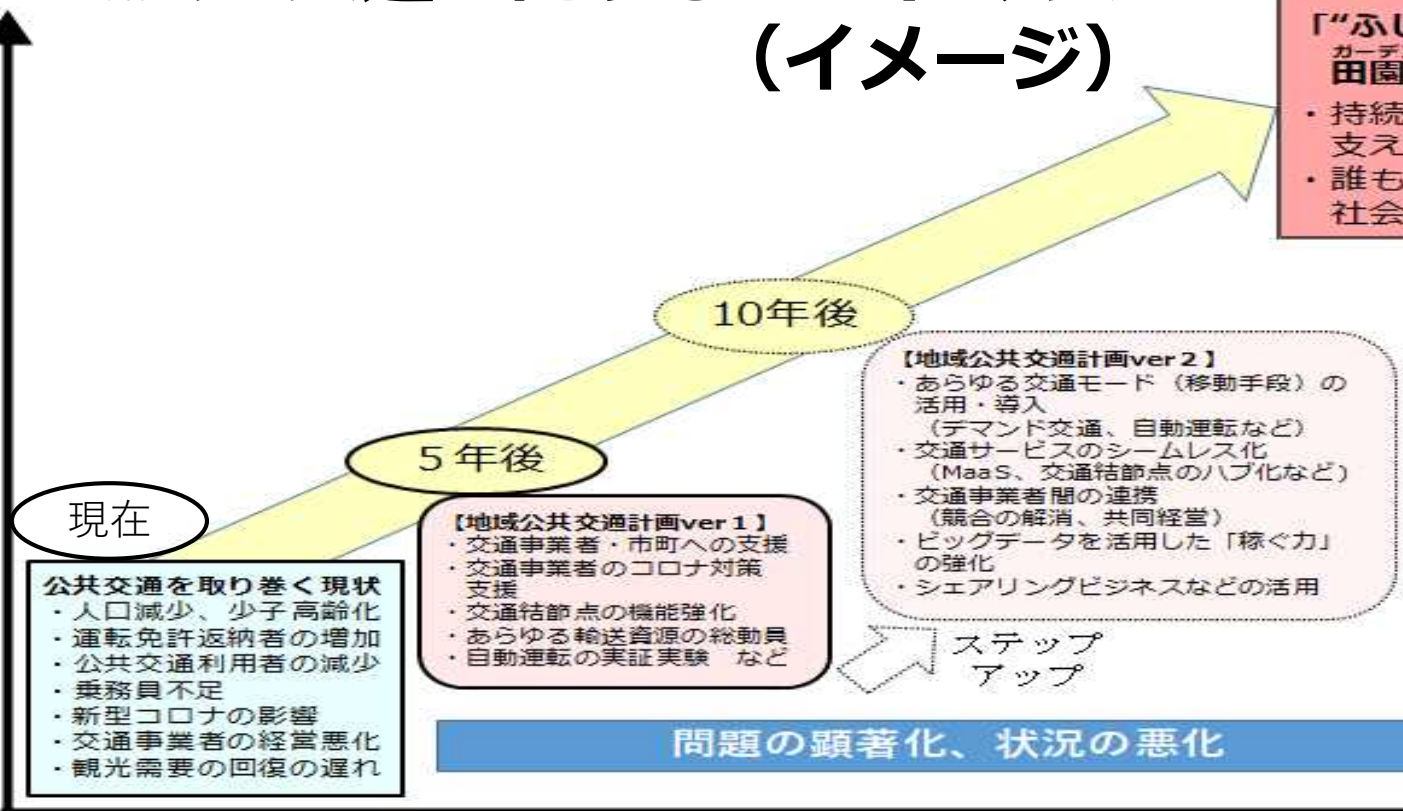 （イメージ）
「“ふじ
ガーデン
田園
・持続
支え
・誰も
社会
10年後
【地域公共交通計画ver２】
・あらゆる交通モード（移動手段）の
活用・導入
（デマンド交通、自動運転など）
・交通サービスのシームレス化
（MaaS、交通結節点のハブ化など）
・交通事業者間の連携
（競合の解消、共同経営）
・ビッグデータを活用した「稼ぐ力」
の強化
・シェアリングビジネスなどの活用
５年後
【地域公共交通計画ver１】
・交通事業者・市町への支援
・交通事業者のコロナ対策
支援
・交通結節点の機能強化
・あらゆる輸送資源の総動員
・自動運転の実証実験　など
現在
公共交通を取り巻く現状
・人口減少、少子高齢化
・運転免許返納者の増加
・公共交通利用者の減少
・乗務員不足
・新型コロナの影響
・交通事業者の経営悪化
・観光需要の回復の遅れ
ステップ
アップ
問題の顕著化、状況の悪化